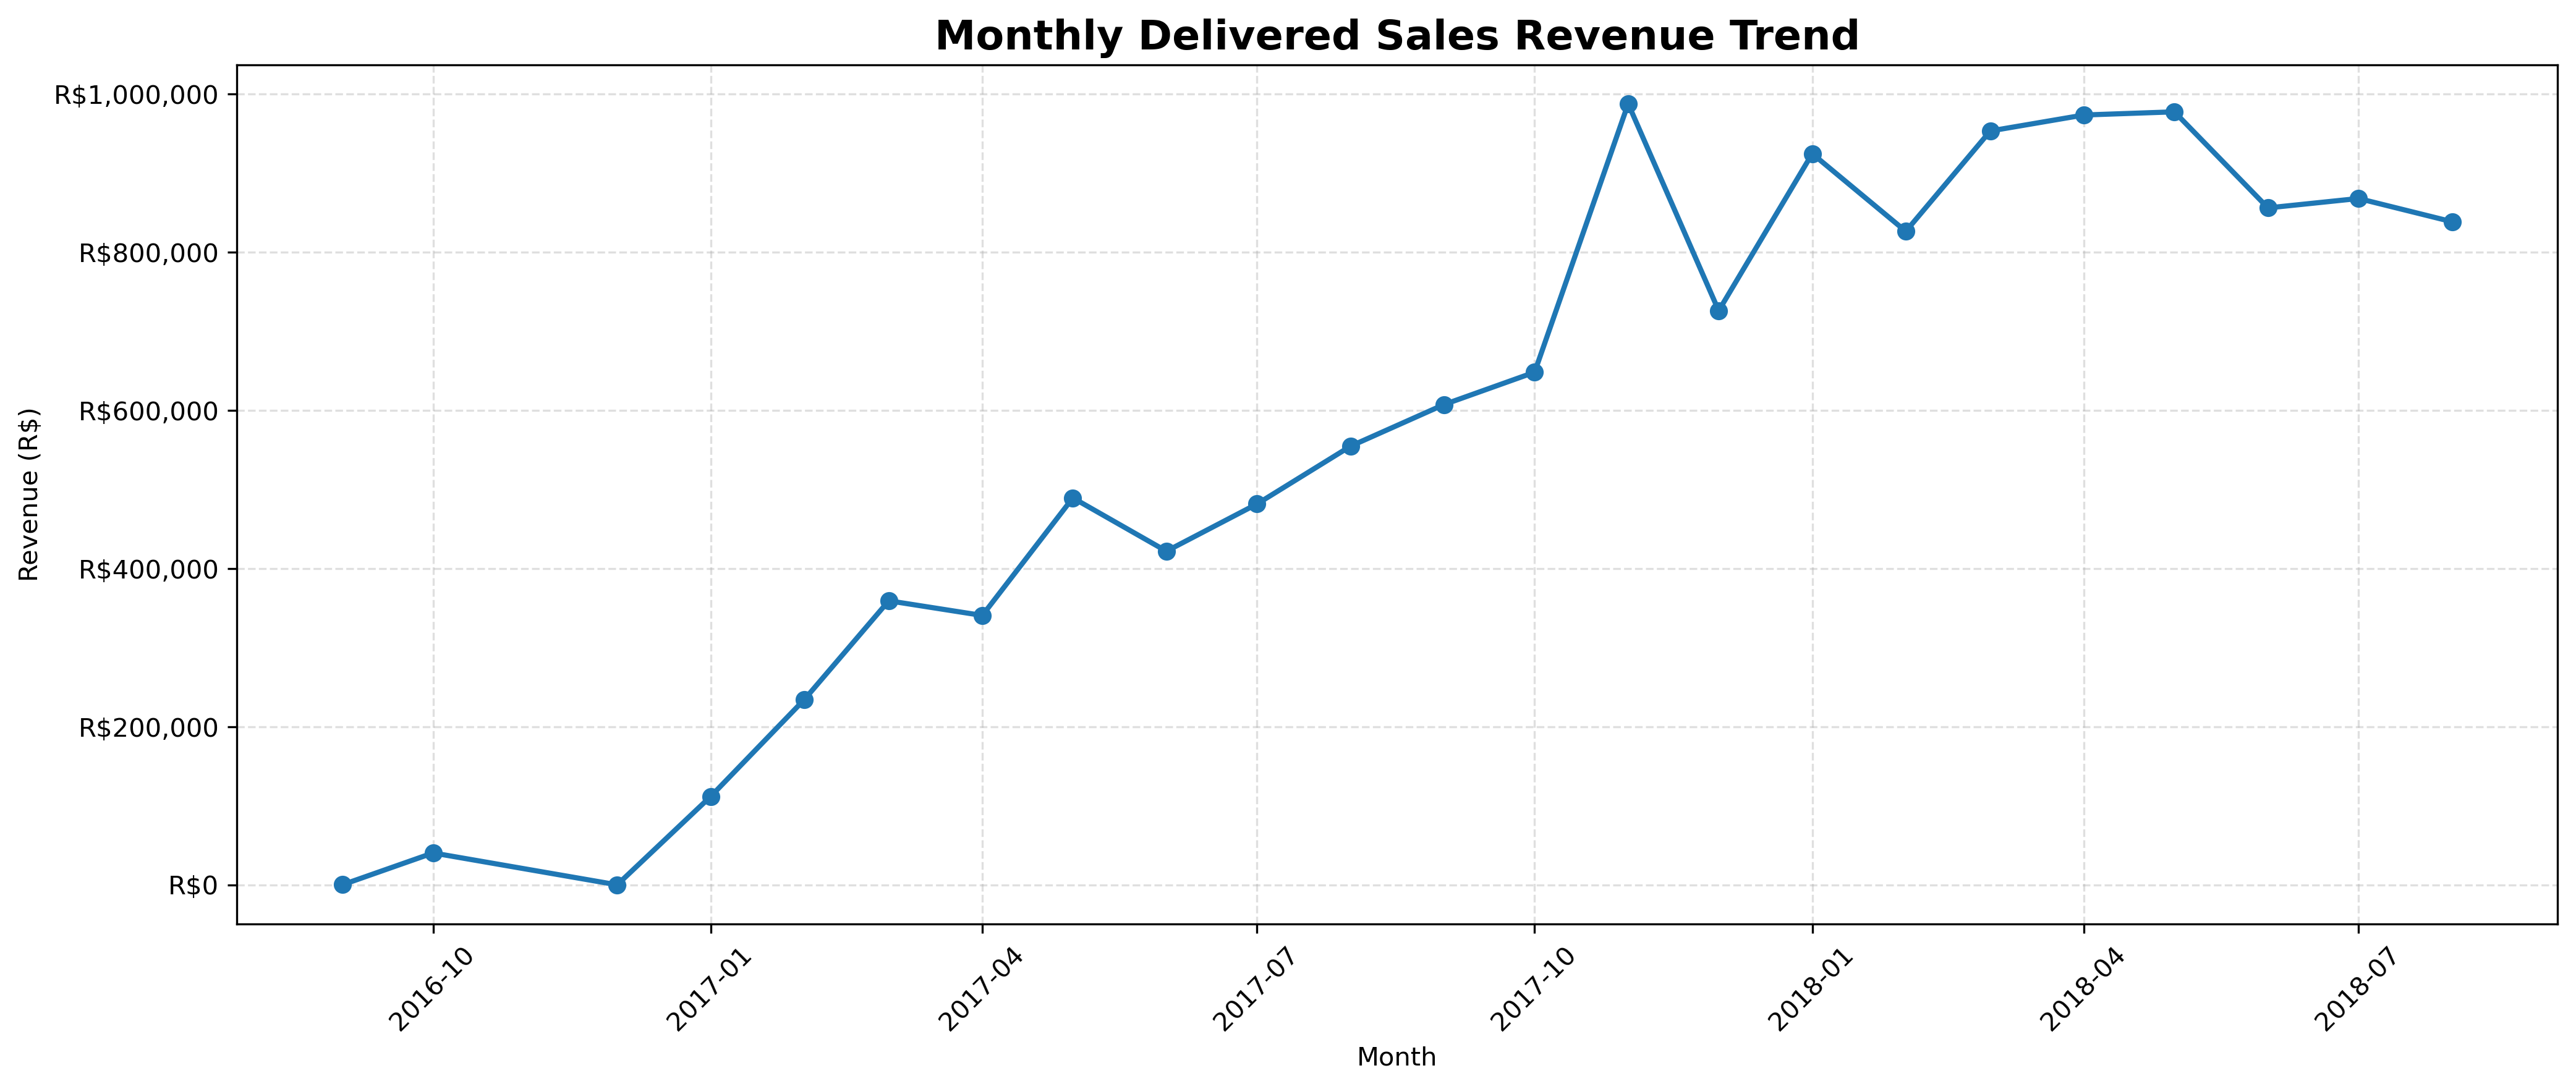 Monthly Delivered Sales Revenue Trend
R$1,000,000
R$800,000
R$600,000
R$400,000
R$200,000
R$0
Revenue (R$)
2016-10
2017-01
2017-04
2017-07
2017-10
2018-01
2018-04
2018-07
Month